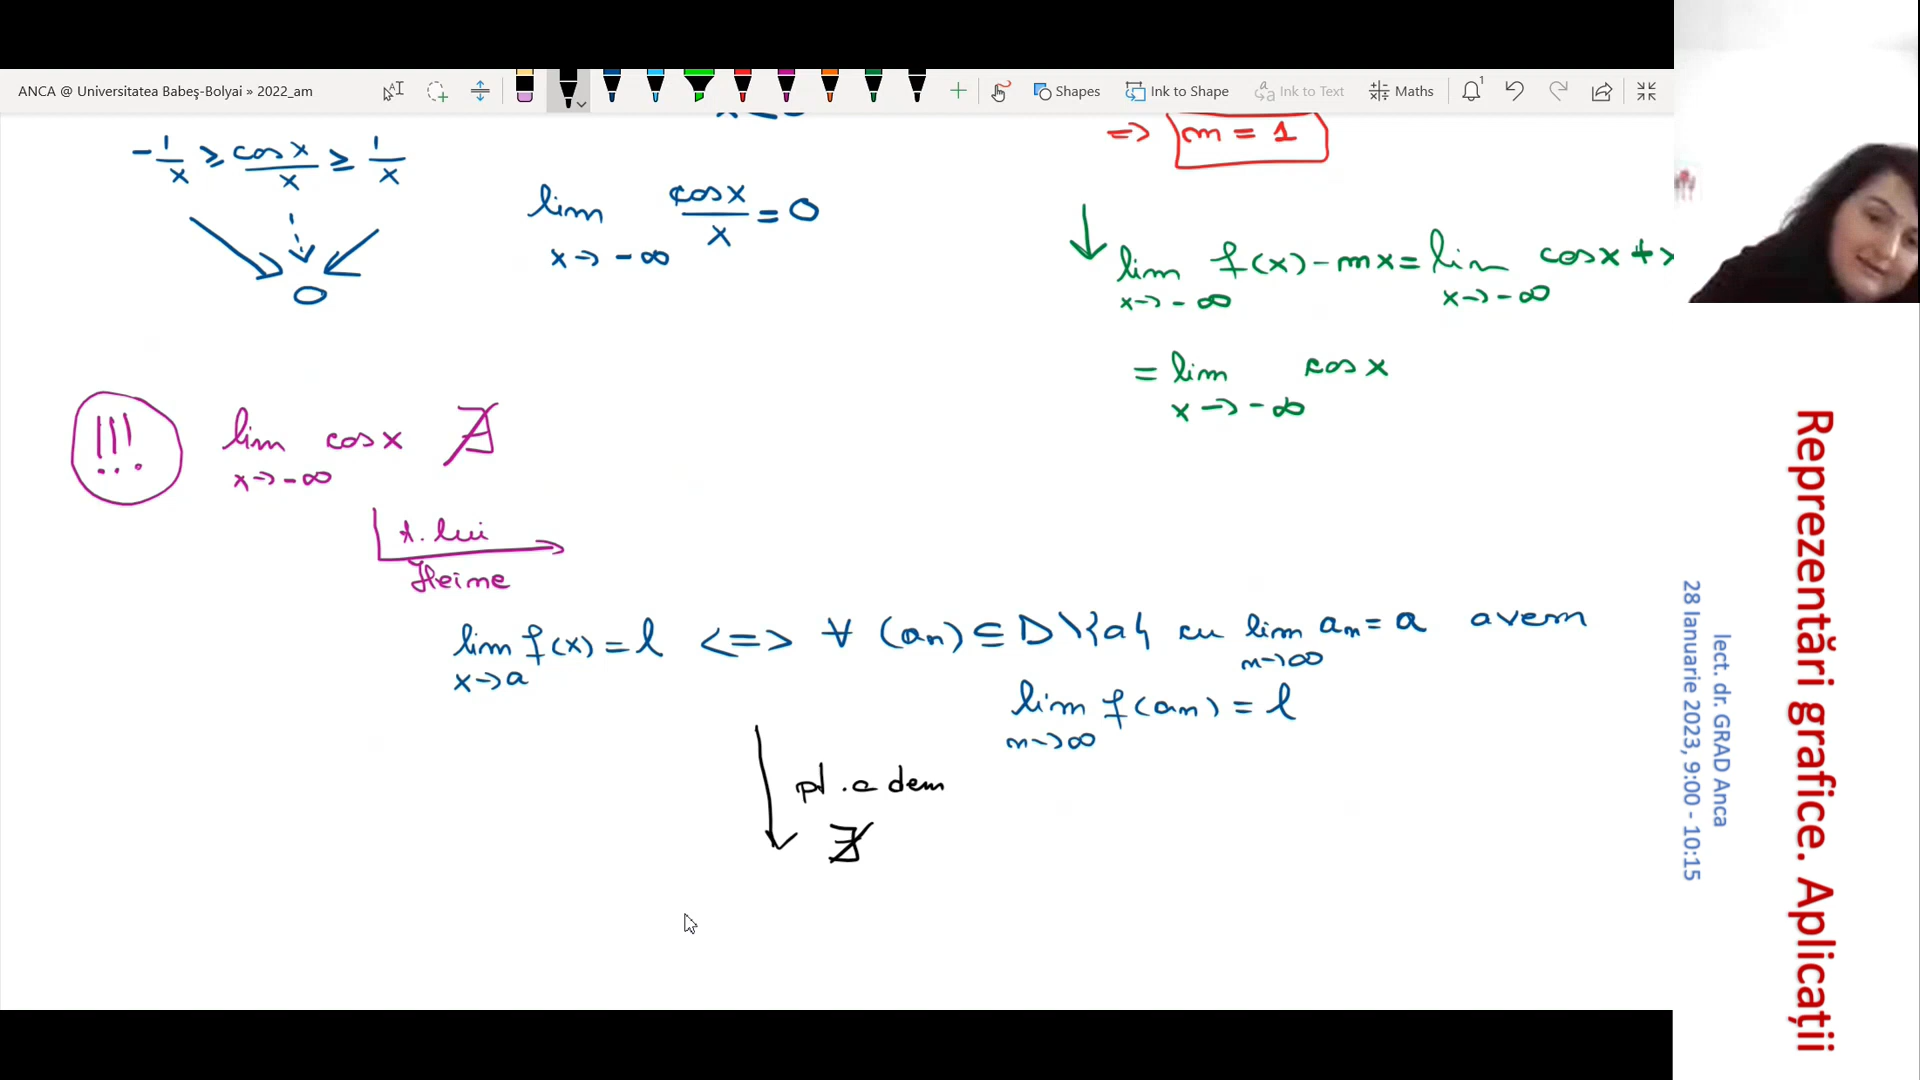 ANCA @ Universitatea Babeş-Bolyai » 2022_am
Shapes
Ink to Shape
Ink to Text
Maths
1
-1/x ≥ cos x/x ≥ 1/x
0
lim x→-∞ cos x/x = 0
=> m = 1
lim x→-∞ f(x) - mx = lim x→-∞ cos x +
= lim x→-∞ cos x
!!! lim x→-∞ cos x ∄
t. lui
Heine
lim x→a f(x) = l <=> ∀ (an) ⊆ D\{a} cu lim n→∞ an = a avem
lim n→∞ f(an) = l
pt. a dem
∄
Reprezentări grafice. Aplicații
lect. dr. GRAD Anca
28 Ianuarie 2023, 9:00 - 10:15